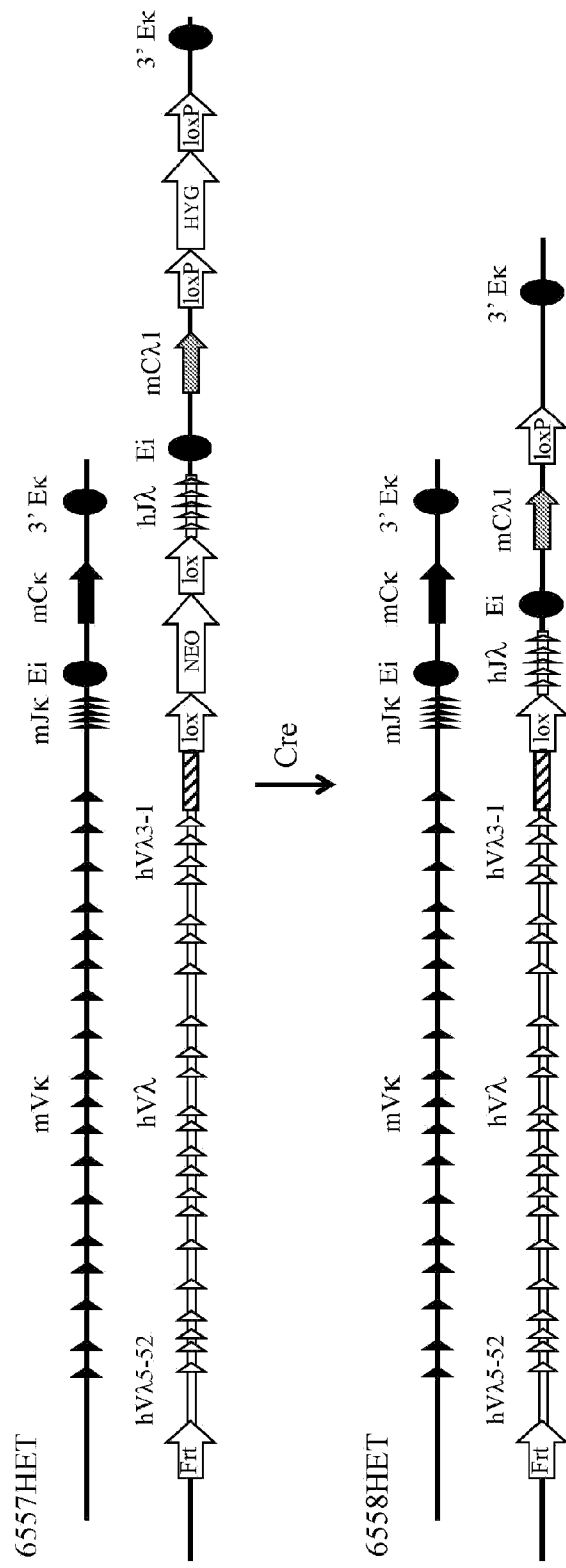 6557HET
mVκ
mJκ Ei mCκ 3' Eκ
hVλ5-52 hVλ hVλ3-1 hJλ Ei mCλ1 3' Eκ
Frt lox NEO lox loxP HYG loxP
Cre
6558HET
mVκ
mJκ Ei mCκ 3' Eκ
hVλ5-52 hVλ hVλ3-1 hJλ Ei mCλ1 3' Eκ
Frt lox loxP